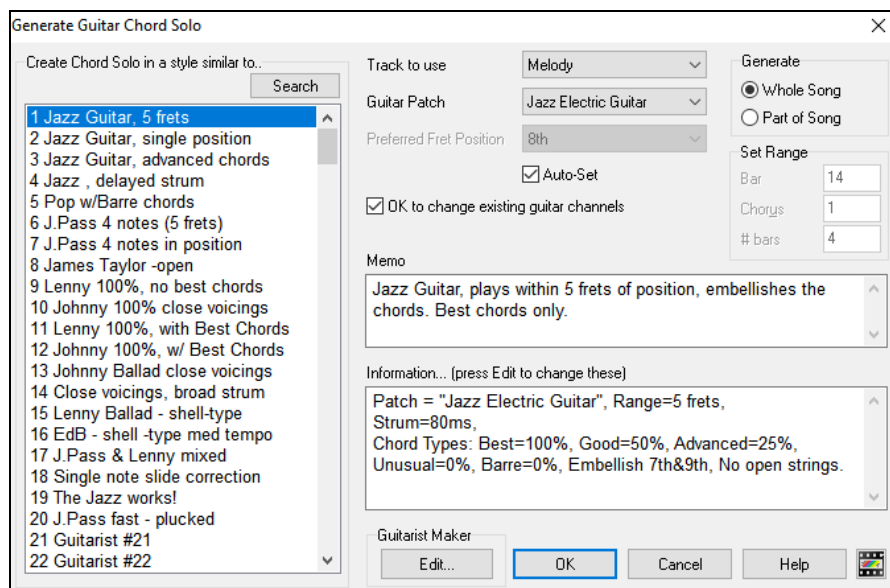 Generate Guitar Chord Solo
Create Chord Solo in a style similar to..
Search
1 Jazz Guitar, 5 frets
2 Jazz Guitar, single position
3 Jazz Guitar, advanced chords
4 Jazz , delayed strum
5 Pop w/Barre chords
6 J.Pass 4 notes (5 frets)
7 J.Pass 4 notes in position
8 James Taylor -open
9 Lenny 100%, no best chords
10 Johnny 100% close voicings
11 Lenny 100%, with Best Chords
12 Johnny 100%, w/ Best Chords
13 Johnny Ballad close voicings
14 Close voicings, broad strum
15 Lenny Ballad - shell-type
16 EdB - shell -type med tempo
17 J.Pass & Lenny mixed
18 Single note slide correction
19 The Jazz works!
20 J.Pass fast - plucked
21 Guitarist #21
22 Guitarist #22
Track to use
Melody
Guitar Patch
Jazz Electric Guitar
Preferred Fret Position
8th
Auto-Set
OK to change existing guitar channels
Generate
Whole Song
Part of Song
Set Range
Bar
14
Chorus
1
# bars
4
Memo
Jazz Guitar, plays within 5 frets of position, embellishes the
chords. Best chords only.
Information... (press Edit to change these)
Patch = "Jazz Electric Guitar", Range=5 frets,
Strum=80ms,
Chord Types: Best=100%, Good=50%, Advanced=25%,
Unusual=0%, Barre=0%, Embellish 7th&9th, No open strings.
Guitarist Maker
Edit...
OK
Cancel
Help